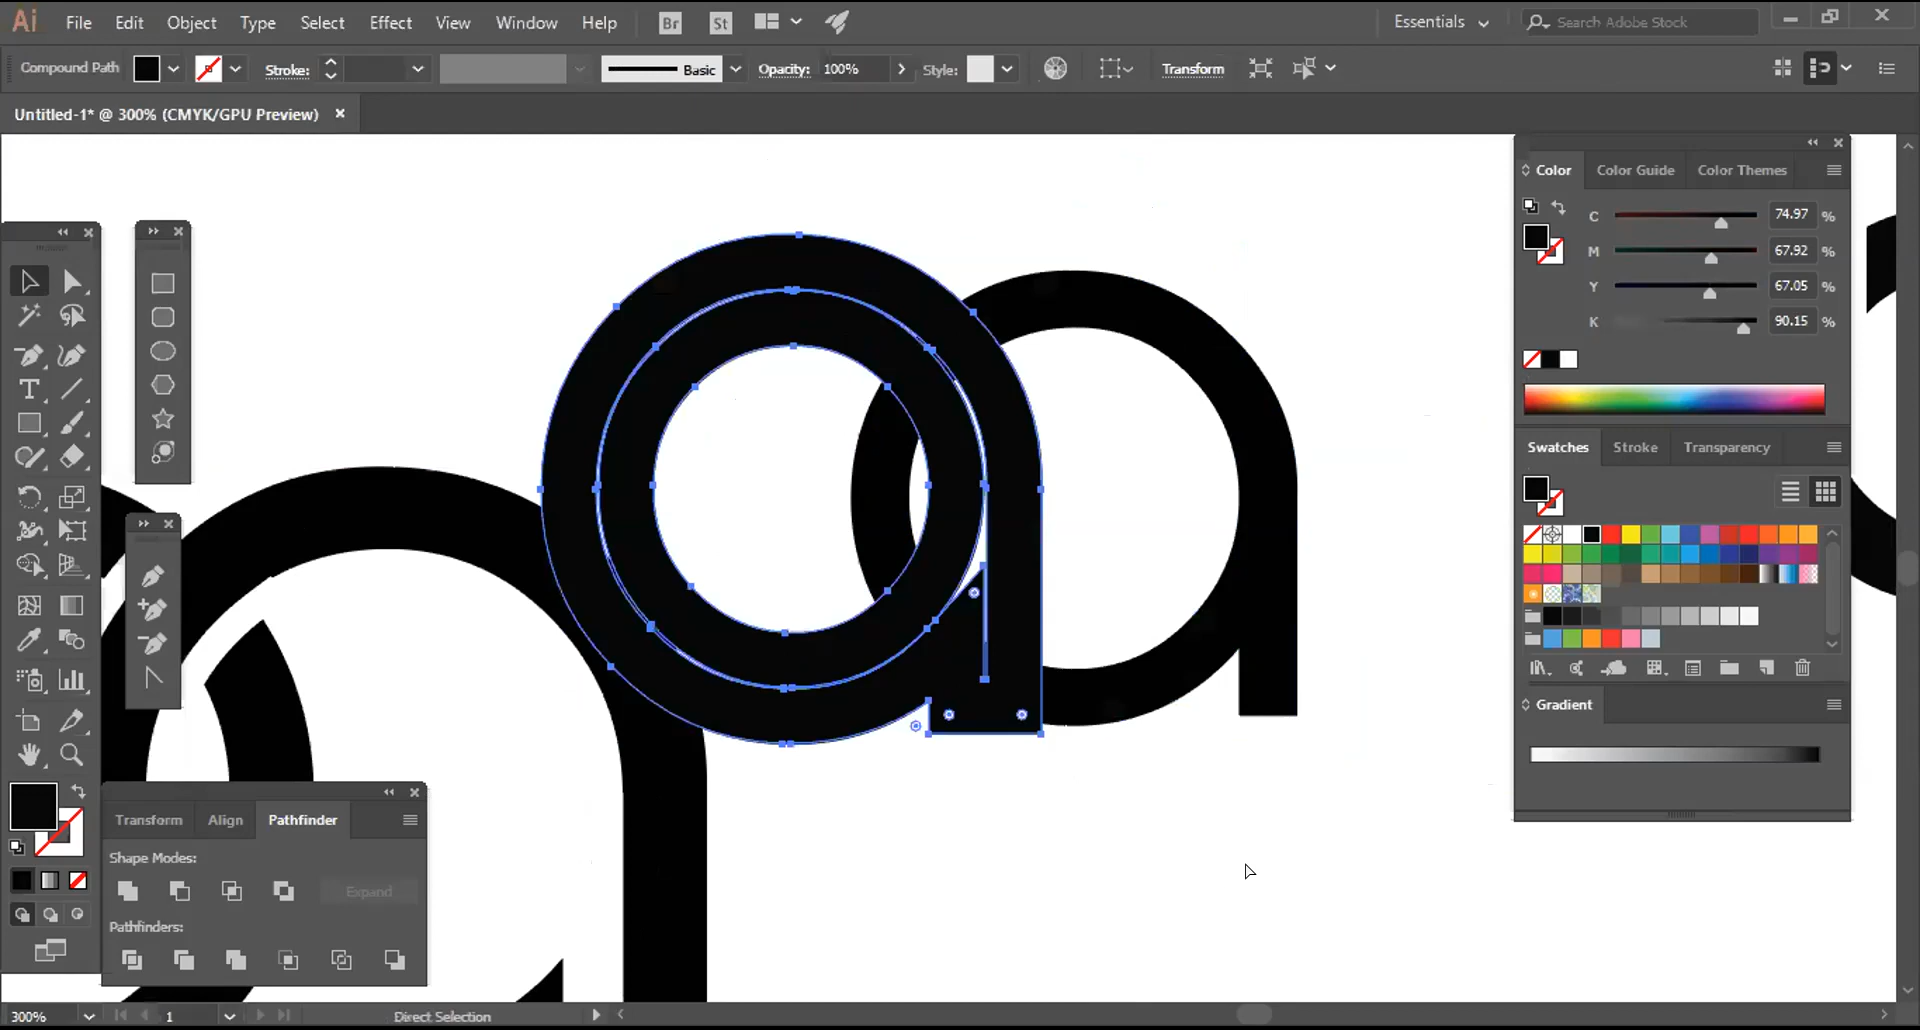 Ai File Edit Object Type Select Effect View Window Help Br St Essentials Search Adobe Stock
Compound Path Stroke: Basic Opacity: 100% Style: Transform
Untitled-1* @ 300% (CMYK/GPU Preview)
Color Color Guide Color Themes
C 74.97 %
M 67.92 %
Y 67.05 %
K 90.15 %
Swatches Stroke Transparency
Gradient
Transform Align Pathfinder
Shape Modes:
Expand
Pathfinders:
300% 1 Direct Selection